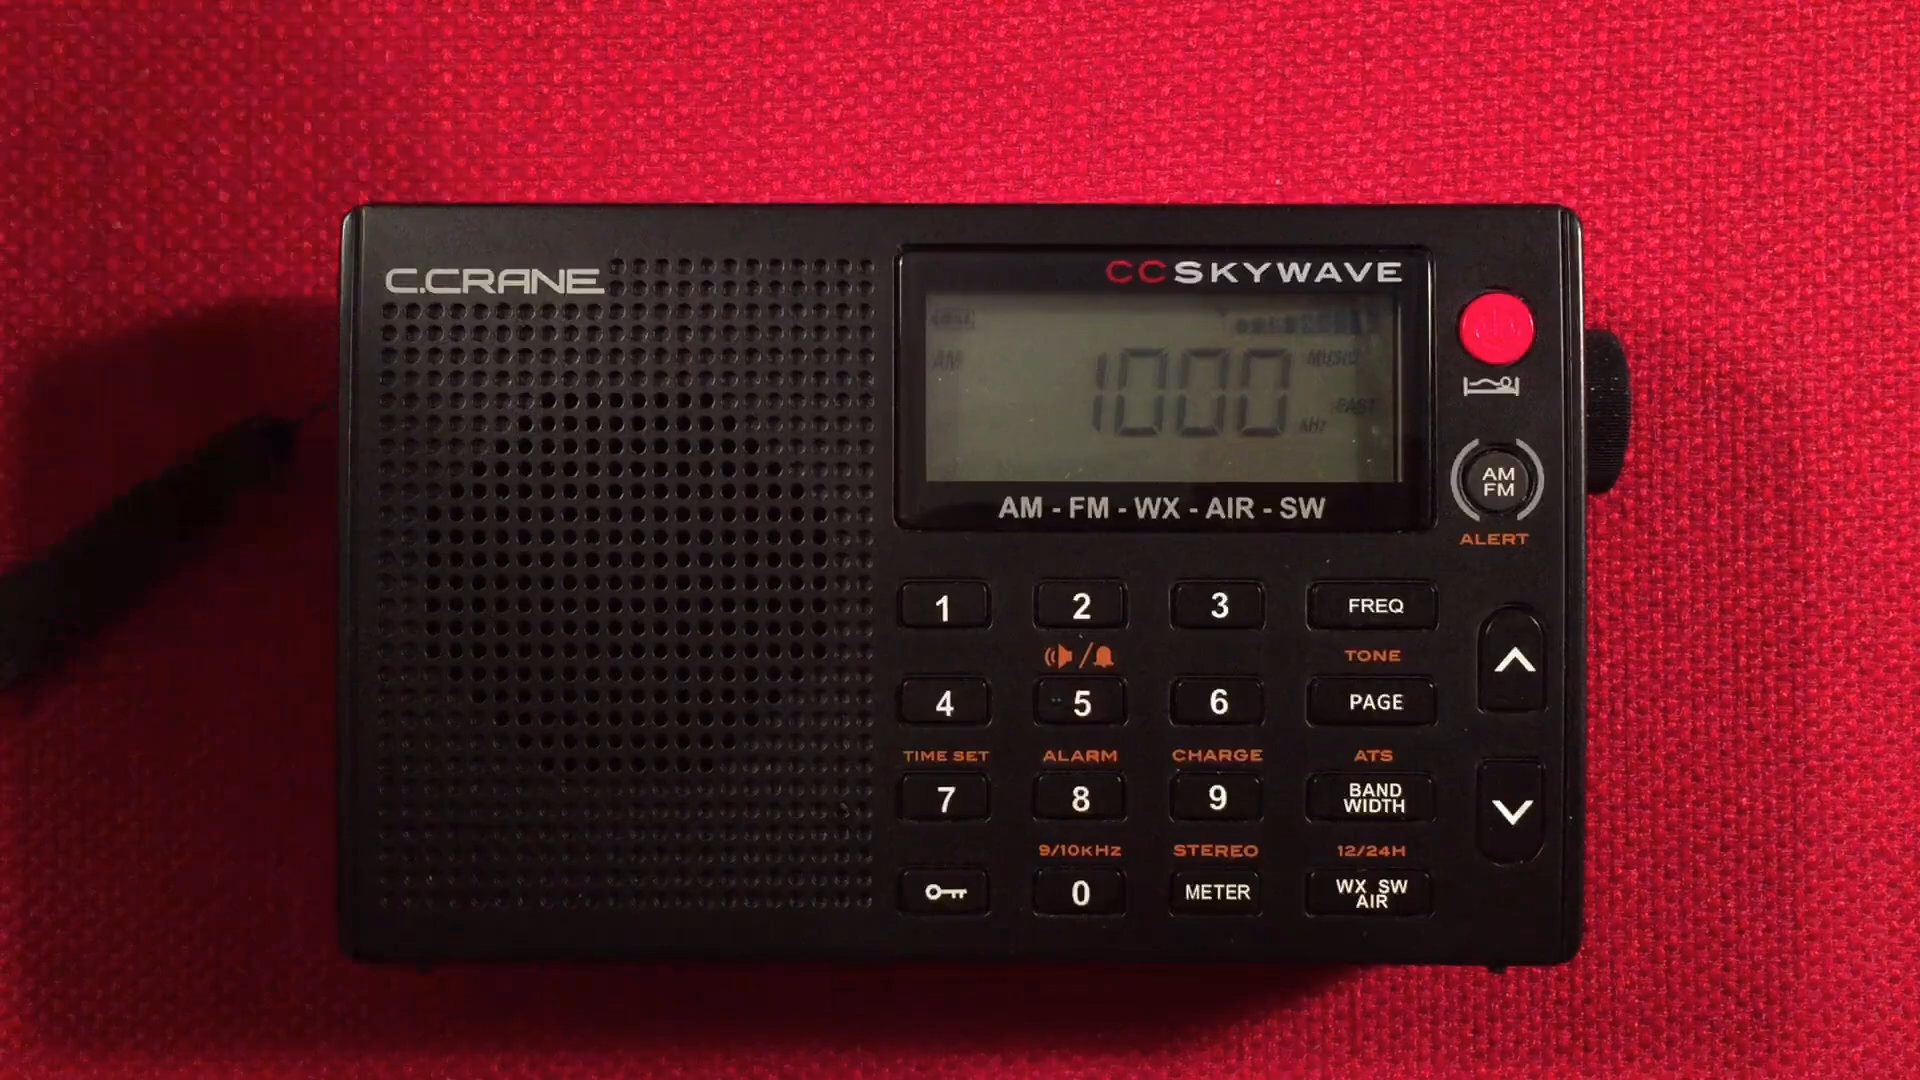 C.CRANE
CCSKYWAVE
AM
MUSIC
1000
FAST
KHz
AM - FM - WX - AIR - SW
AM
FM
ALERT
1 2 3 FREQ
TONE
4 5 6 PAGE
TIME SET ALARM CHARGE ATS
7 8 9 BAND WIDTH
9/10KHZ STEREO 12/24H
0 METER WX SW AIR